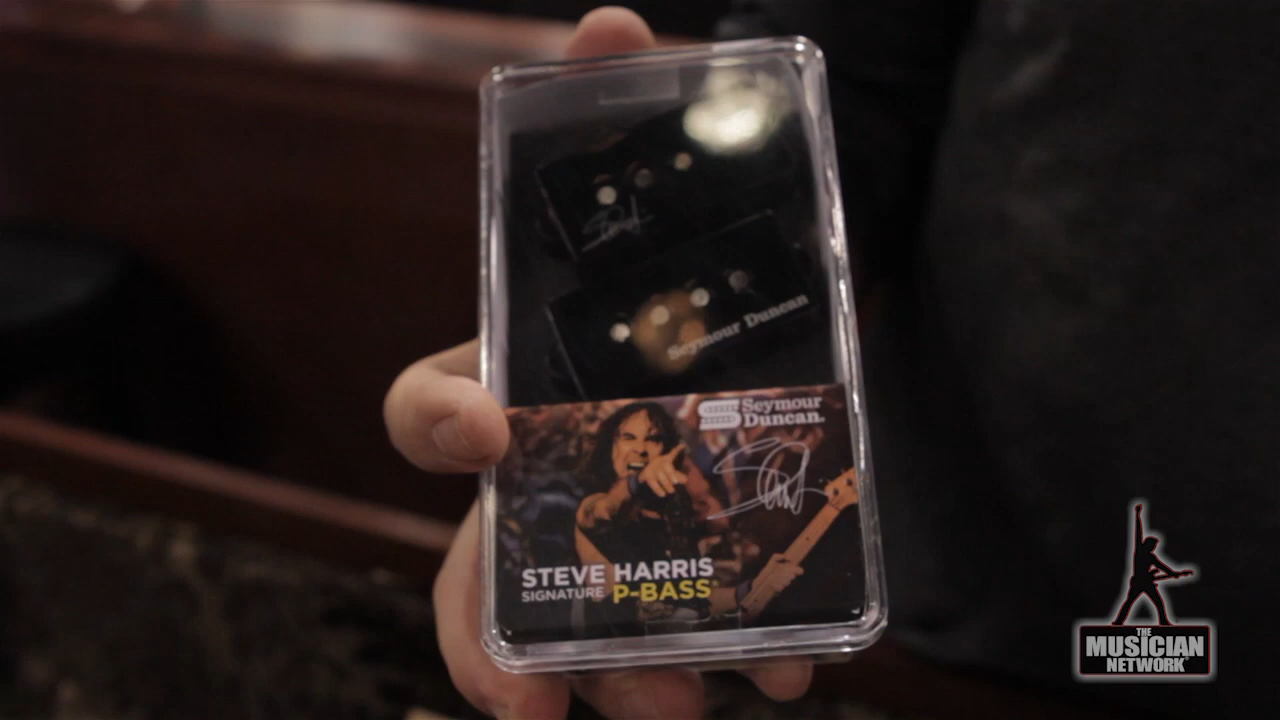 Seymour Duncan
Seymour
Duncan.
STEVE HARRIS
SIGNATURE P-BASS
THE
MUSICIAN
NETWORK